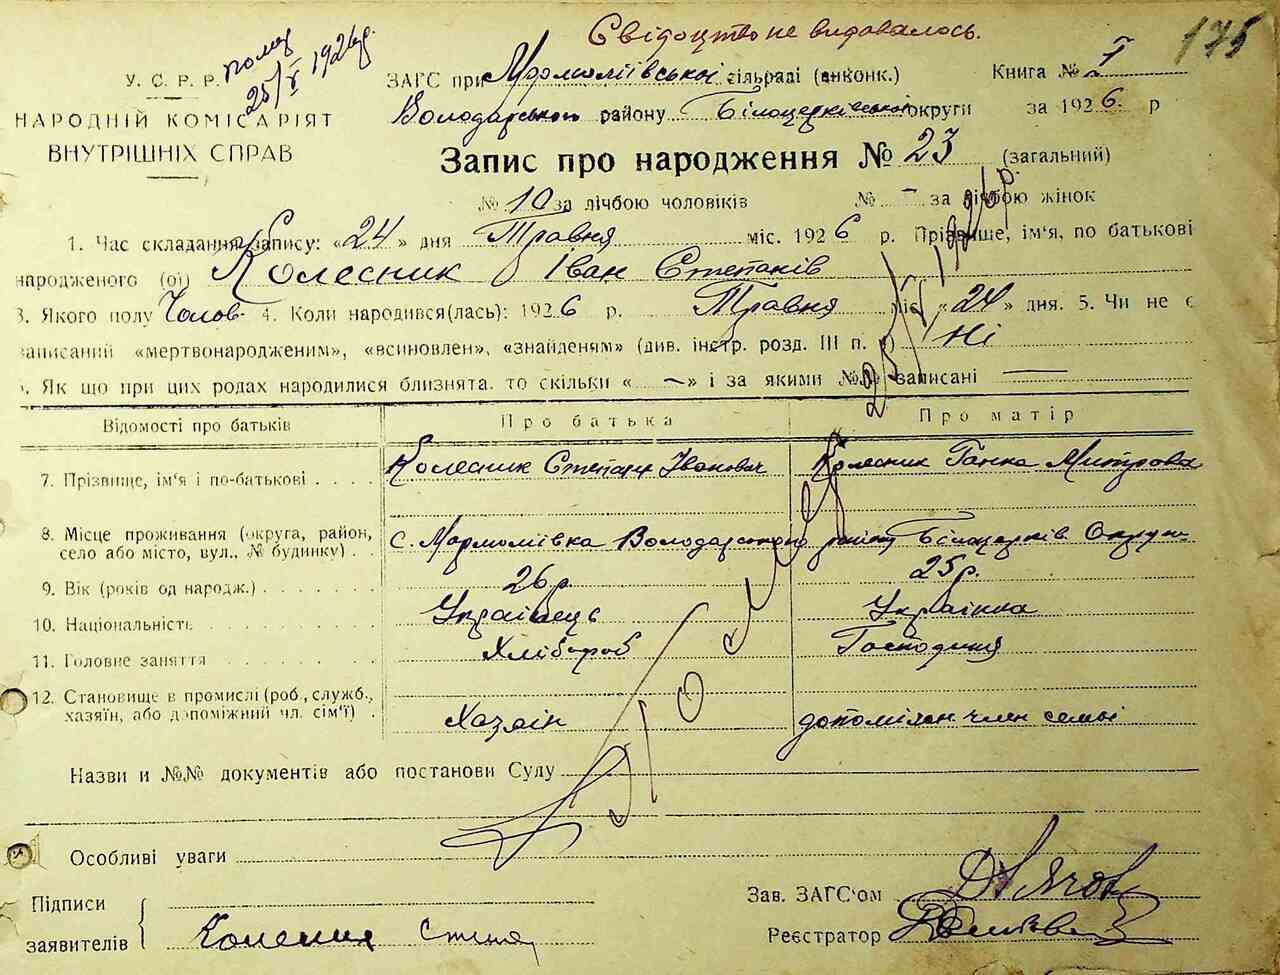 Свідоцтво не видавалось.
175
помер 25/V 1926 р.
У. С. Р. Р.
НАРОДНІЙ КОМІСАРІЯТ
ВНУТРІШНІХ СПРАВ
ЗАГС при Мармоліївської сільраді (виконк.) Книга № I
Володарського району Білоцерківської округи за 1926 р
Запис про народження № 23 (загальний)
№ 10 за лічбою чоловіків № - за лічбою жінок
1. Час складання запису: «24» дня Травня міс. 1926 р. Прізвище, ім'я, по батькові
народженого (ої) Колесник Іван Степанів
3. Якого полу Чолов. 4. Коли народився(лась): 1926 р. Травня міс. «24» дня. 5. Чи не є
записаний «мертвонародженим», «всиновлен», «знайденям» (див. інстр. розд. III п. ) Ні
. Як що при цих родах народилися близнята, то скільки « — » і за якими №№ записані —
Відомості про батьків Про батька Про матір
7. Прізвище, ім'я і по-батькові . . . . Колесник Степан Іванович Колесник Ганка Митрова
8. Місце проживання (округа, район,
село або місто, вул., № будинку) . с. Мармоліївка Володарського району Білоцерків Округи
9. Вік (років од народж.) . . . . . . . 26 р. 25 р.
10. Національність . . . . . . . . Українець Українка
11. Головне заняття . . . . . . . . Хлібороб Господиня
12. Становище в промислі (роб., служб.,
хазяїн, або допоміжний чл. сім'ї) . Хазяін допоміжн член семьі
Назви и №№ документів або постанови Суду
Особливі уваги
25/V 1926 р.
Підписи
заявителів Колесник Степан
Зав. ЗАГС'ом
Реєстратор